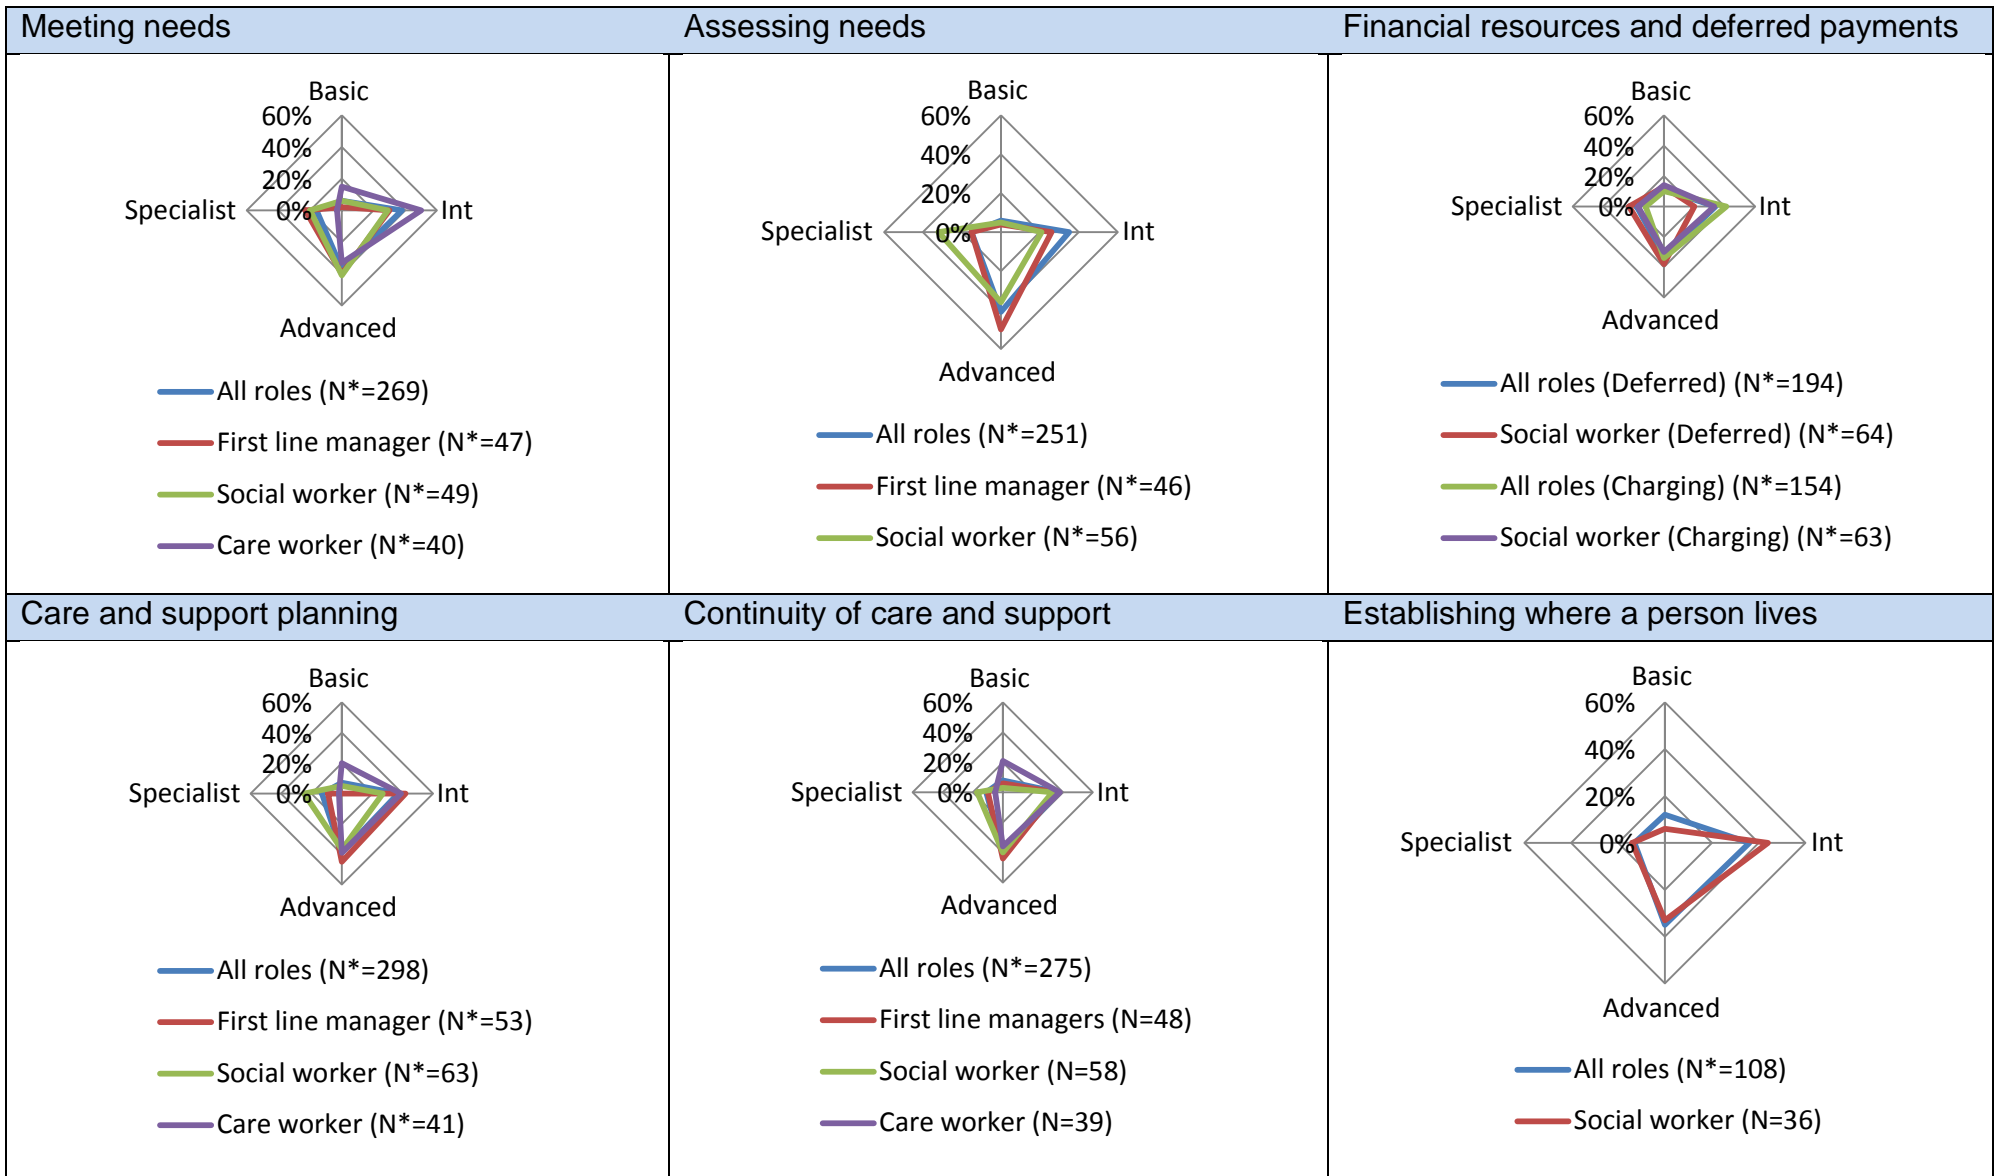 Meeting needs
Assessing needs
Financial resources and deferred payments
Basic
60%
40%
20%
0%
Specialist
Int
Advanced
All roles (N*=269)
First line manager (N*=47)
Social worker (N*=49)
Care worker (N*=40)
Basic
60%
40%
20%
0%
Specialist
Int
Advanced
All roles (N*=251)
First line manager (N*=46)
Social worker (N*=56)
Basic
60%
40%
20%
0%
Specialist
Int
Advanced
All roles (Deferred) (N*=194)
Social worker (Deferred) (N*=64)
All roles (Charging) (N*=154)
Social worker (Charging) (N*=63)
Care and support planning
Continuity of care and support
Establishing where a person lives
Basic
60%
40%
20%
0%
Specialist
Int
Advanced
All roles (N*=298)
First line manager (N*=53)
Social worker (N*=63)
Care worker (N*=41)
Basic
60%
40%
20%
0%
Specialist
Int
Advanced
All roles (N*=275)
First line managers (N=48)
Social worker (N=58)
Care worker (N=39)
Basic
60%
40%
20%
0%
Specialist
Int
Advanced
All roles (N*=108)
Social worker (N=36)